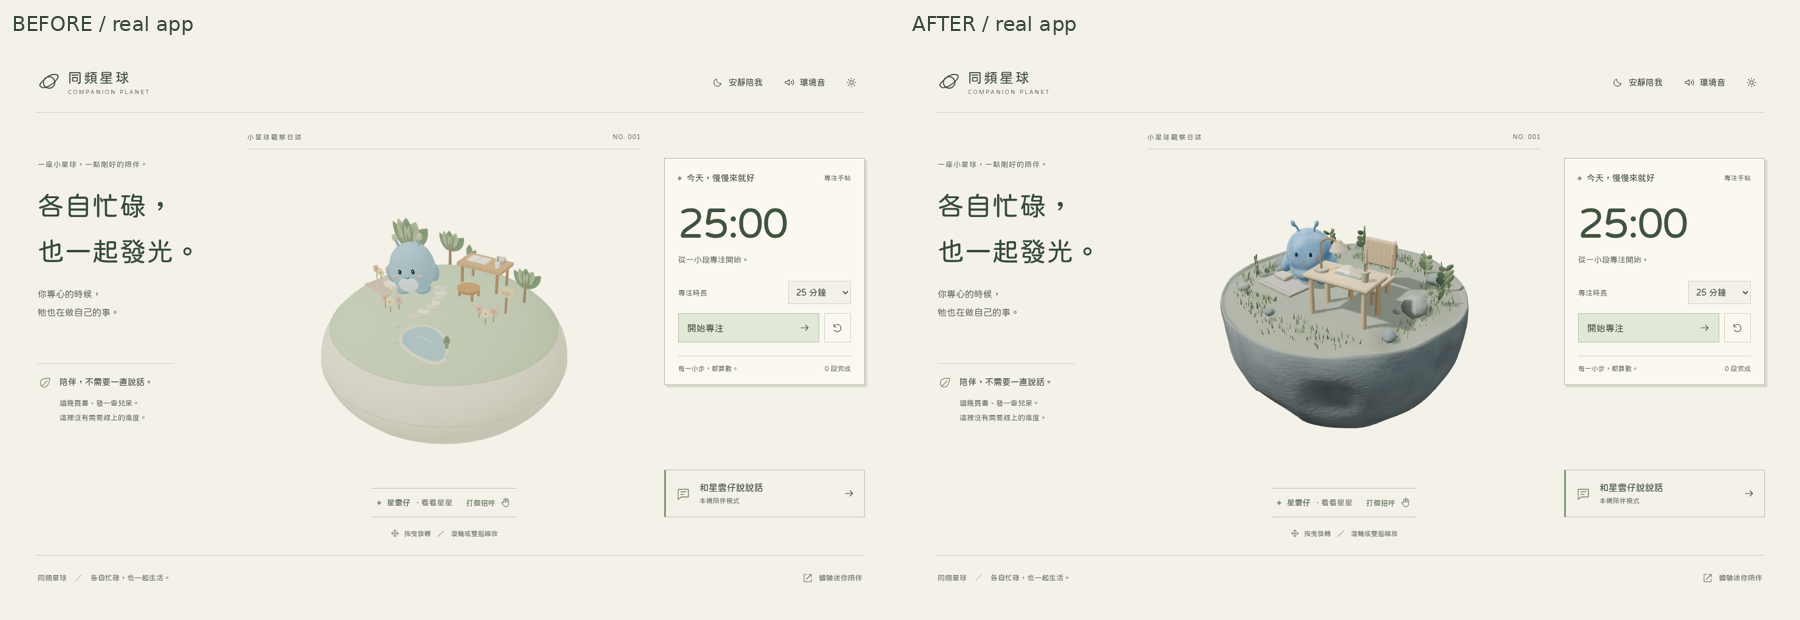 BEFORE / real app
同頻星球
COMPANION PLANET
安靜陪我
環境音
小星球觀察日誌
NO. 001
一座小星球，一點剛好的陪伴。
各自忙碌，
也一起發光。
你專心的時候，
牠也在做自己的事。
陪伴，不需要一直說話。
讀幾頁書、發一會兒呆。
這裡沒有需要趕上的進度。
今天，慢慢來就好
專注手帖
25:00
從一小段專注開始。
專注時長
25 分鐘
開始專注
每一小步，都算數。
0 段完成
和星雲仔說說話
本機陪伴模式
星雲仔 · 看看星星
打個招呼
拖曳旋轉 ／ 滾輪或雙指縮放
同頻星球 ／ 各自忙碌，也一起生活。
體驗迷你陪伴
AFTER / real app
同頻星球
COMPANION PLANET
安靜陪我
環境音
小星球觀察日誌
NO. 001
一座小星球，一點剛好的陪伴。
各自忙碌，
也一起發光。
你專心的時候，
牠也在做自己的事。
陪伴，不需要一直說話。
讀幾頁書、發一會兒呆。
這裡沒有需要趕上的進度。
今天，慢慢來就好
專注手帖
25:00
從一小段專注開始。
專注時長
25 分鐘
開始專注
每一小步，都算數。
0 段完成
和星雲仔說說話
本機陪伴模式
星雲仔 · 看看星星
打個招呼
拖曳旋轉 ／ 滾輪或雙指縮放
同頻星球 ／ 各自忙碌，也一起生活。
體驗迷你陪伴